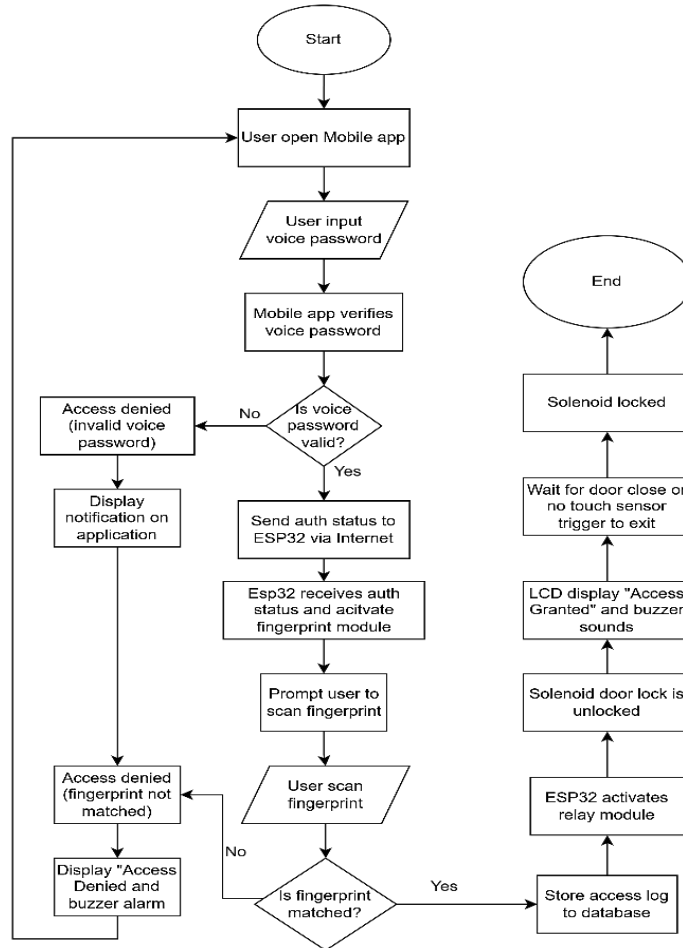 Start
User open Mobile app
User input
voice password
Mobile app verifies
voice password
Is voice
password
valid?
No
Access denied
(invalid voice
password)
Display
notification on
application
Yes
Send auth status to
ESP32 via Internet
Esp32 receives auth
status and acitvate
fingerprint module
Prompt user to
scan fingerprint
User scan
fingerprint
Is fingerprint
matched?
No
Access denied
(fingerprint not
matched)
Display "Access
Denied and
buzzer alarm
Yes
Store access log
to database
ESP32 activates
relay module
Solenoid door lock is
unlocked
LCD display "Access
Granted" and buzzer
sounds
Wait for door close or
no touch sensor
trigger to exit
Solenoid locked
End